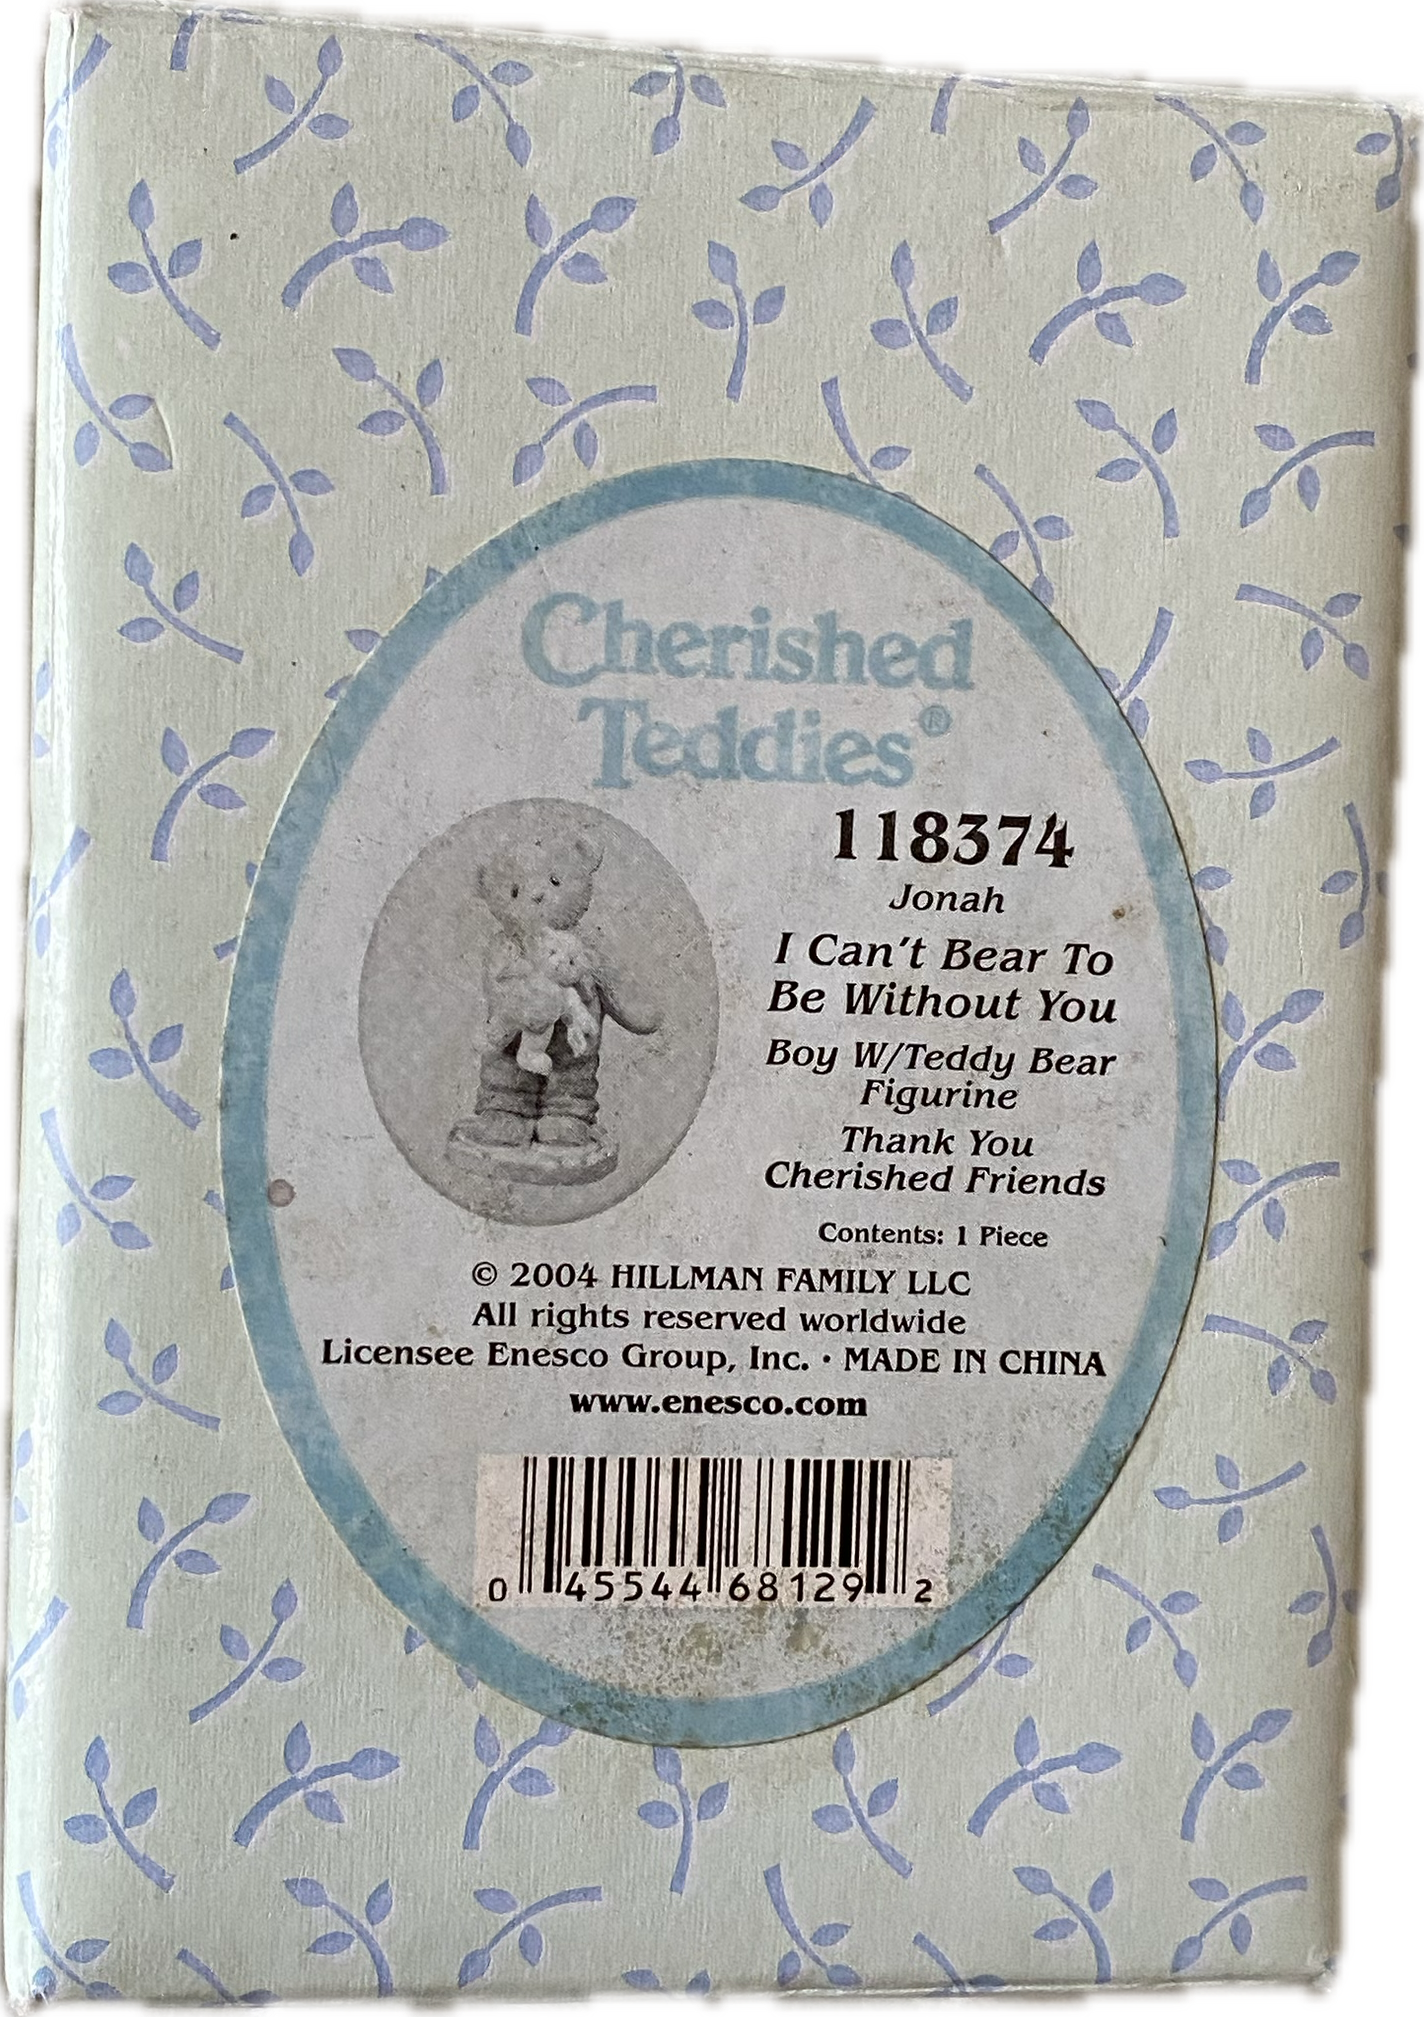 Cherished
Teddies®
118374
Jonah
I Can't Bear To
Be Without You
Boy W/Teddy Bear
Figurine
Thank You
Cherished Friends
Contents: 1 Piece
© 2004 HILLMAN FAMILY LLC
All rights reserved worldwide
Licensee Enesco Group, Inc. • MADE IN CHINA
www.enesco.com
0 45544 68129 2